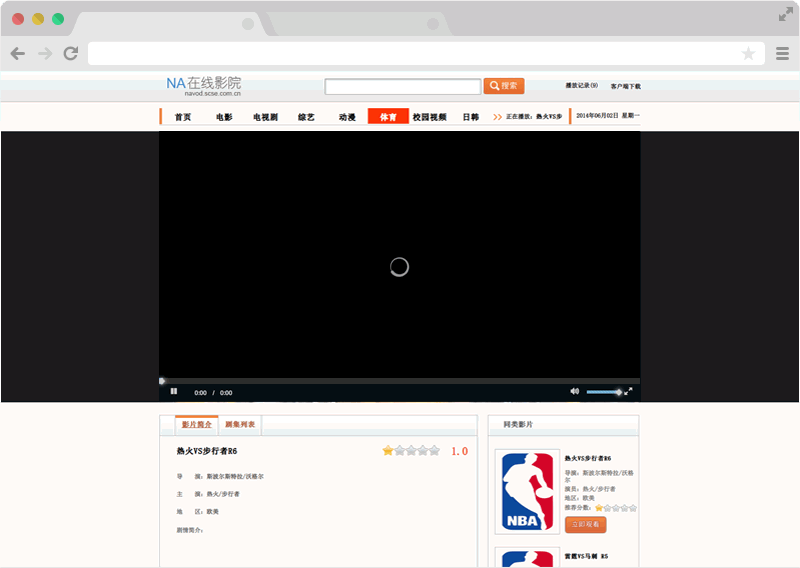 NA在线影院
navod.scse.com.cn
搜索
播放记录(9) 客户端下载
首页 电影 电视剧 综艺 动漫 体育 校园视频 日韩 正在播放：热火VS步 2014年06月02日 星期一
0:00 / 0:00
影片简介 剧集列表
热火VS步行者R6 1.0
导 演：斯波尔斯特拉/沃格尔
主 演：热火/步行者
地 区：欧美
剧情简介：
同类影片
NBA
热火VS步行者R6
导演：斯波尔斯特拉/沃格
尔
演员：热火/步行者
地区：欧美
推荐分数：
立即观看
雷霆VS马刺 R5